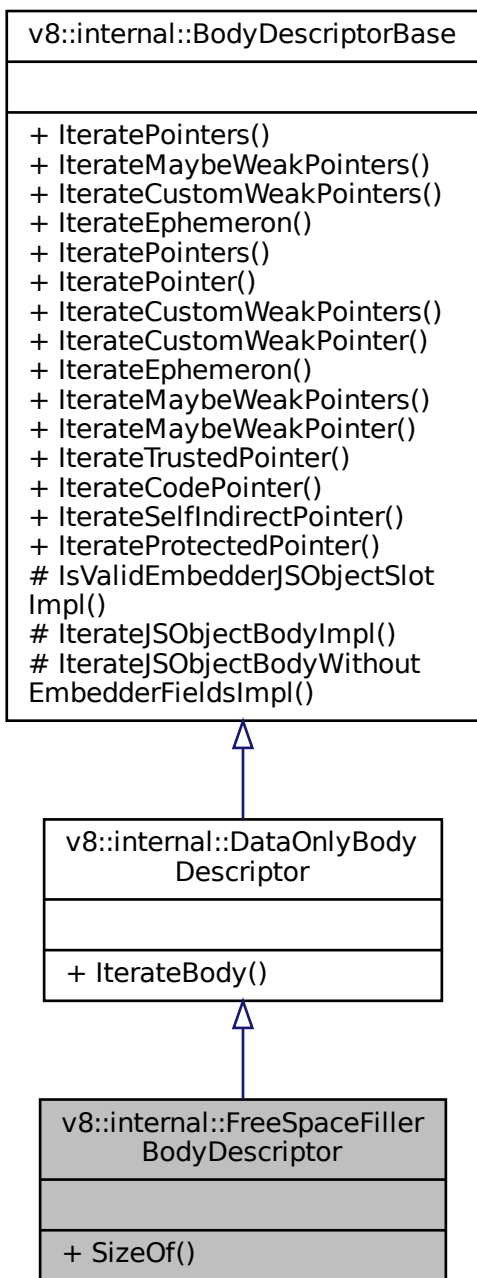 v8::internal::BodyDescriptorBase
+ IteratePointers()
+ IterateMaybeWeakPointers()
+ IterateCustomWeakPointers()
+ IterateEphemeron()
+ IteratePointers()
+ IteratePointer()
+ IterateCustomWeakPointers()
+ IterateCustomWeakPointer()
+ IterateEphemeron()
+ IterateMaybeWeakPointers()
+ IterateMaybeWeakPointer()
+ IterateTrustedPointer()
+ IterateCodePointer()
+ IterateSelfIndirectPointer()
+ IterateProtectedPointer()
# IsValidEmbedderJSObjectSlot
Impl()
# IterateJSObjectBodyImpl()
# IterateJSObjectBodyWithout
EmbedderFieldsImpl()
v8::internal::DataOnlyBody
Descriptor
+ IterateBody()
v8::internal::FreeSpaceFiller
BodyDescriptor
+ SizeOf()